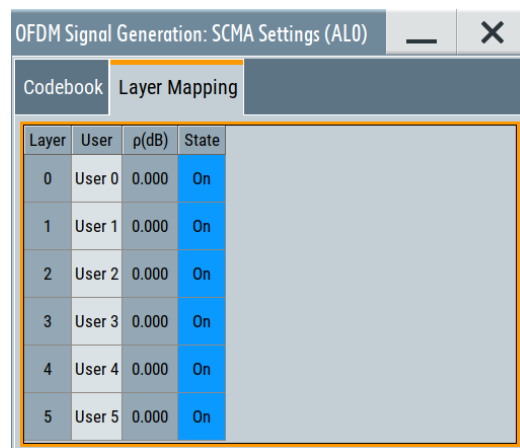 OFDM Signal Generation: SCMA Settings (AL0)
Codebook Layer Mapping
Layer User ρ(dB) State
0 User 0 0.000 On
1 User 1 0.000 On
2 User 2 0.000 On
3 User 3 0.000 On
4 User 4 0.000 On
5 User 5 0.000 On